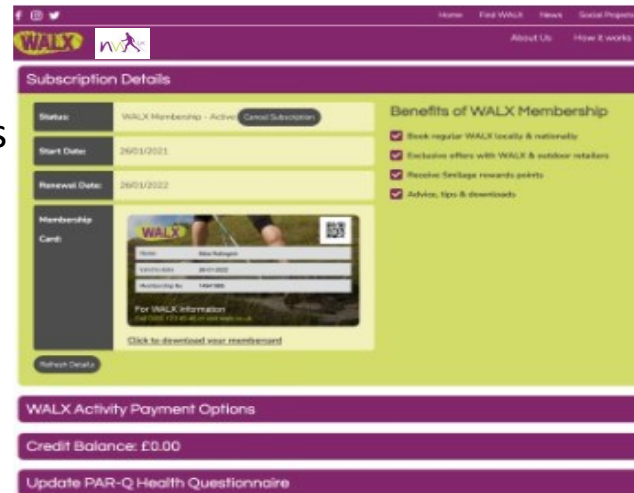 Home Find WALX News Social Projects
WALX
About Us How it works
Subscription Details
s
Status: WALX Membership - Active Cancel Subscription
Start Date: 26/01/2021
Renewal Date: 26/01/2022
Membership Card:
WALX
Name
Membership No
For WALX information
Click to download your membercard
Refresh Details
Benefits of WALX Membership
Book regular WALX locally & nationally
Exclusive offers with WALX & outdoor retailers
Receive Smilage rewards points
Advice, tips & downloads
WALX Activity Payment Options
Credit Balance: £0.00
Update PAR-Q Health Questionnaire